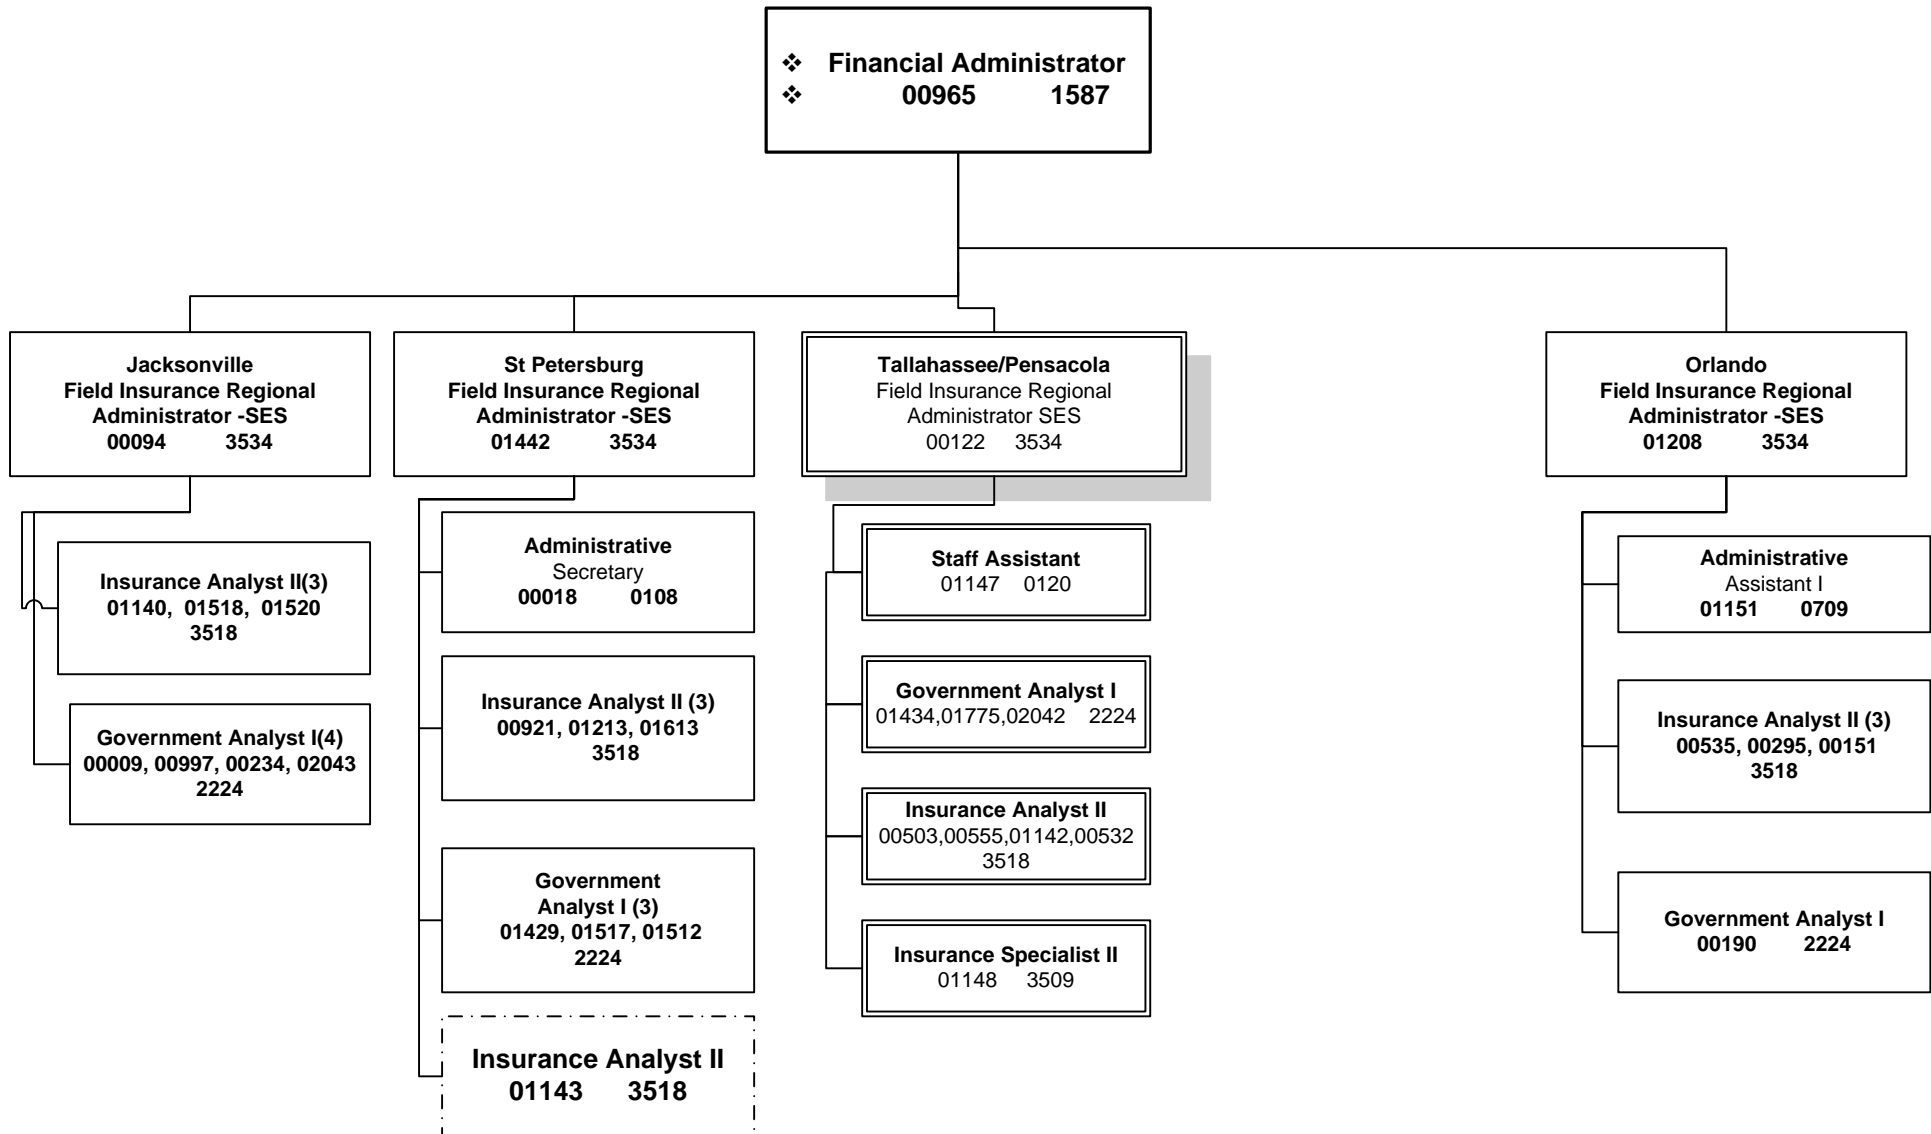 ❖ Financial Administrator
❖ 00965 1587
Jacksonville
Field Insurance Regional
Administrator -SES
00094 3534
St Petersburg
Field Insurance Regional
Administrator -SES
01442 3534
Tallahassee/Pensacola
Field Insurance Regional
Administrator SES
00122 3534
Orlando
Field Insurance Regional
Administrator -SES
01208 3534
Insurance Analyst II(3)
01140, 01518, 01520
3518
Government Analyst I(4)
00009, 00997, 00234, 02043
2224
Administrative
Secretary
00018 0108
Insurance Analyst II (3)
00921, 01213, 01613
3518
Government
Analyst I (3)
01429, 01517, 01512
2224
Insurance Analyst II
01143 3518
Staff Assistant
01147 0120
Government Analyst I
01434,01775,02042 2224
Insurance Analyst II
00503,00555,01142,00532
3518
Insurance Specialist II
01148 3509
Administrative
Assistant I
01151 0709
Insurance Analyst II (3)
00535, 00295, 00151
3518
Government Analyst I
00190 2224